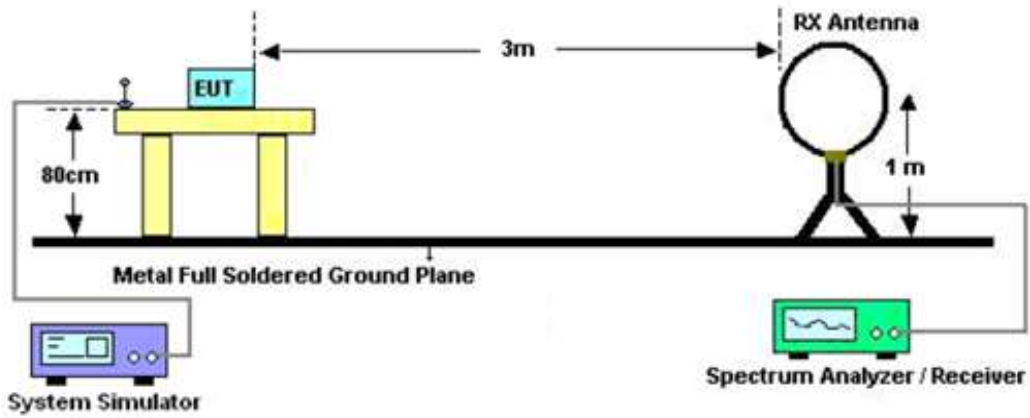 RX Antenna
3m
EUT
80cm
1 m
Metal Full Soldered Ground Plane
System Simulator
Spectrum Analyzer / Receiver